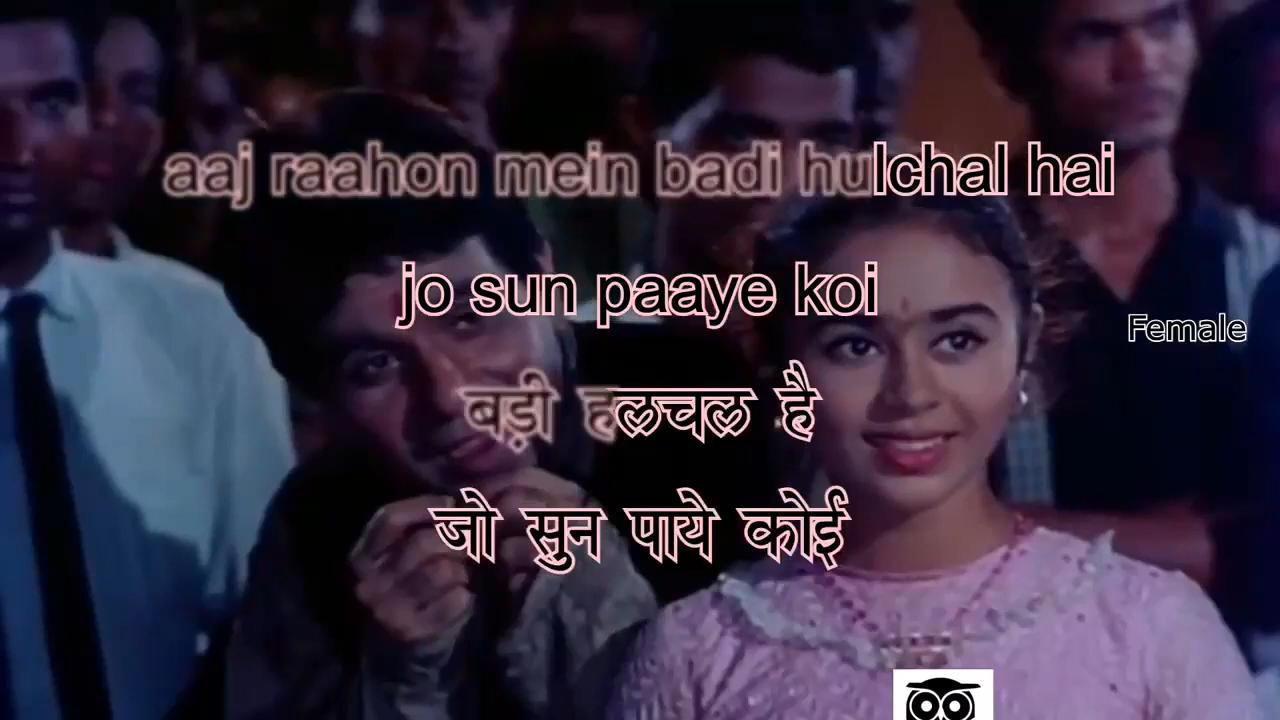 aaj raahon mein badi hulchal hai
jo sun paaye koi
Female
बड़ी हलचल है
जो सुन पाये कोई